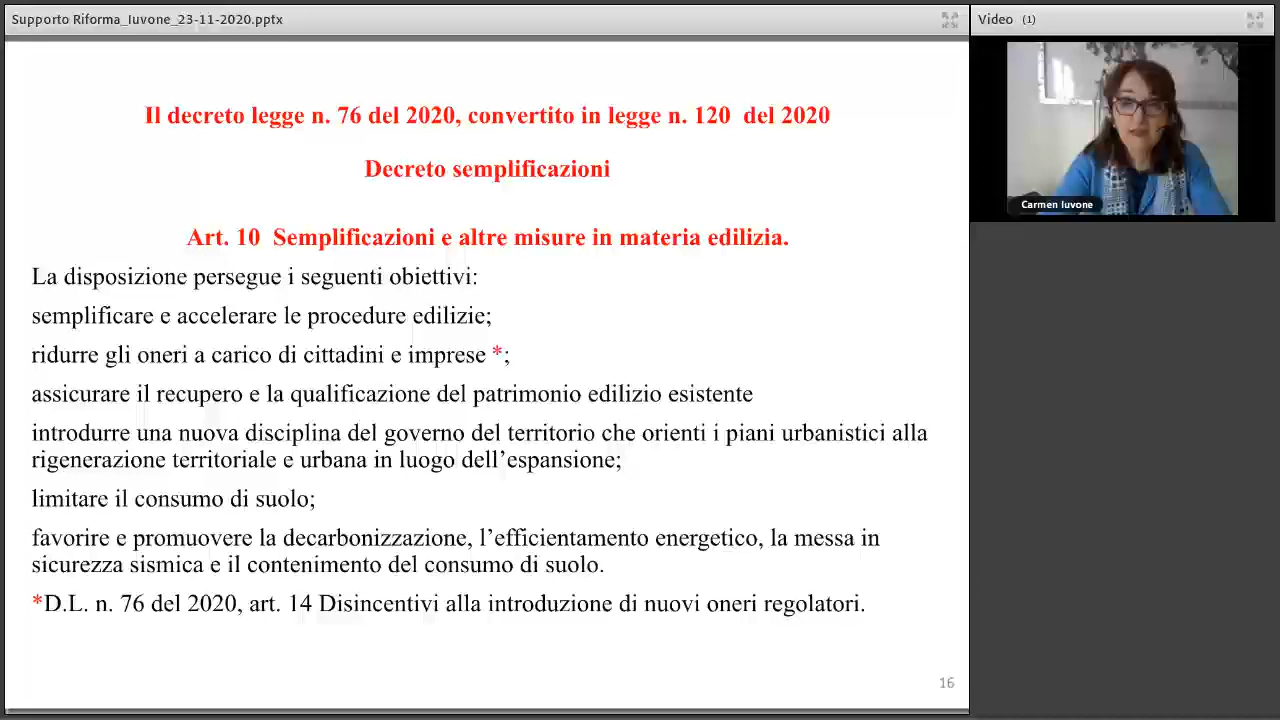 Supporto Riforma_Iuvone_23-11-2020.pptx
Video (1)
Carmen Iuvone
Il decreto legge n. 76 del 2020, convertito in legge n. 120 del 2020
Decreto semplificazioni
Art. 10 Semplificazioni e altre misure in materia edilizia.
La disposizione persegue i seguenti obiettivi:
semplificare e accelerare le procedure edilizie;
ridurre gli oneri a carico di cittadini e imprese *;
assicurare il recupero e la qualificazione del patrimonio edilizio esistente
introdurre una nuova disciplina del governo del territorio che orienti i piani urbanistici alla
rigenerazione territoriale e urbana in luogo dell’espansione;
limitare il consumo di suolo;
favorire e promuovere la decarbonizzazione, l’efficientamento energetico, la messa in
sicurezza sismica e il contenimento del consumo di suolo.
*D.L. n. 76 del 2020, art. 14 Disincentivi alla introduzione di nuovi oneri regolatori.
16